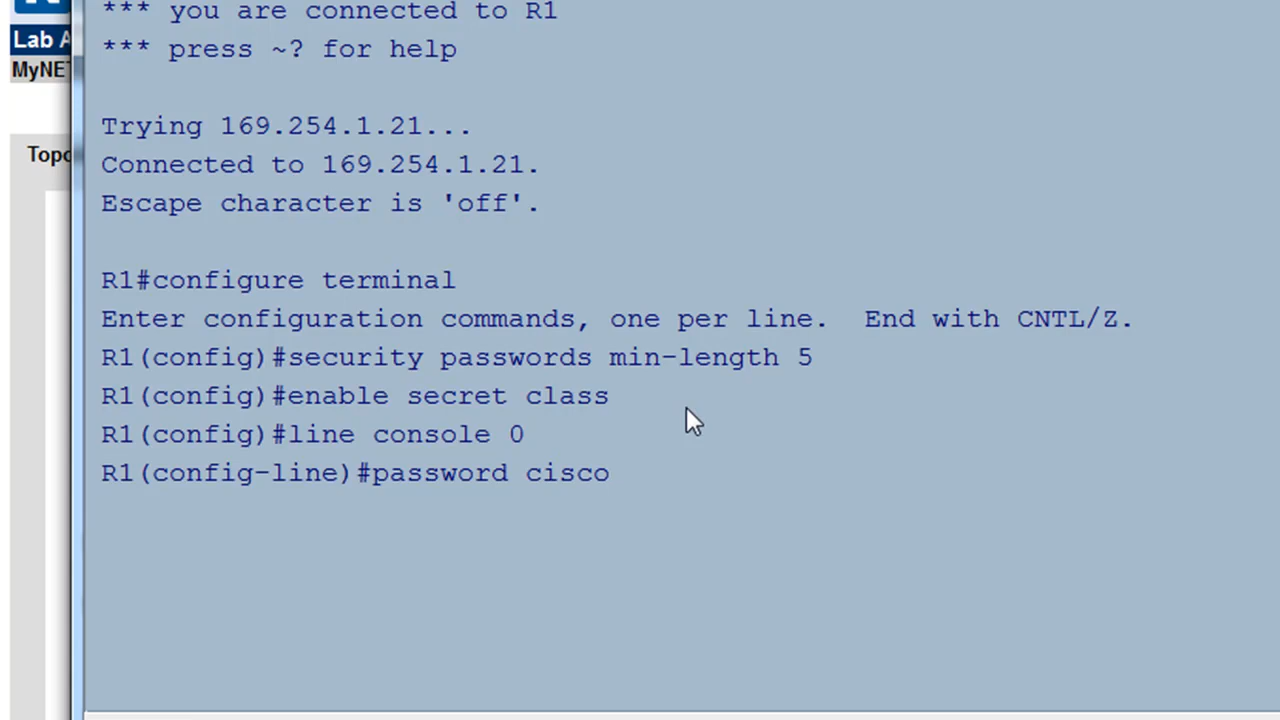 *** you are connected to R1
*** press ~? for help
Lab A
MyNET
Trying 169.254.1.21...
Connected to 169.254.1.21.
Escape character is 'off'.
Topo
R1#configure terminal
Enter configuration commands, one per line.  End with CNTL/Z.
R1(config)#security passwords min-length 5
R1(config)#enable secret class
R1(config)#line console 0
R1(config-line)#password cisco